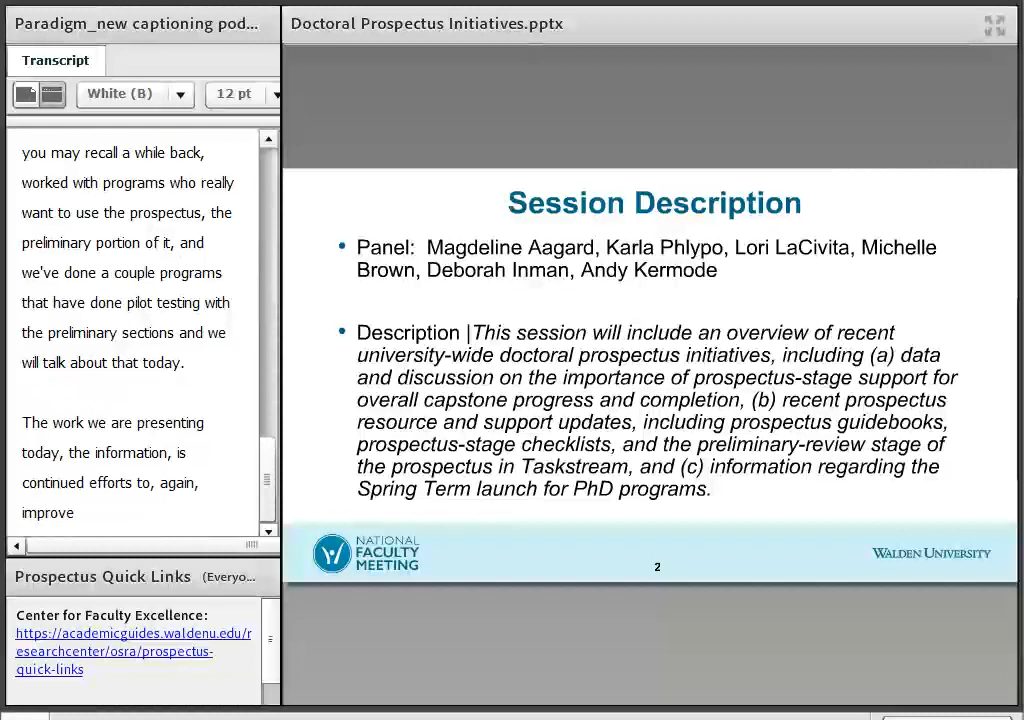 Paradigm_new captioning pod...
Transcript
White (B)
12 pt
you may recall a while back,
worked with programs who really
want to use the prospectus, the
preliminary portion of it, and
we've done a couple programs
that have done pilot testing with
the preliminary sections and we
will talk about that today.
The work we are presenting
today, the information, is
continued efforts to, again,
improve
Prospectus Quick Links (Everyo...
Center for Faculty Excellence:
https://academicguides.waldenu.edu/r
esearchcenter/osra/prospectus-
quick-links
Doctoral Prospectus Initiatives.pptx
Session Description
• Panel: Magdeline Aagard, Karla Phlypo, Lori LaCivita, Michelle
Brown, Deborah Inman, Andy Kermode
• Description |This session will include an overview of recent
university-wide doctoral prospectus initiatives, including (a) data
and discussion on the importance of prospectus-stage support for
overall capstone progress and completion, (b) recent prospectus
resource and support updates, including prospectus guidebooks,
prospectus-stage checklists, and the preliminary-review stage of
the prospectus in Taskstream, and (c) information regarding the
Spring Term launch for PhD programs.
NATIONAL
FACULTY
MEETING
2
WALDEN UNIVERSITY